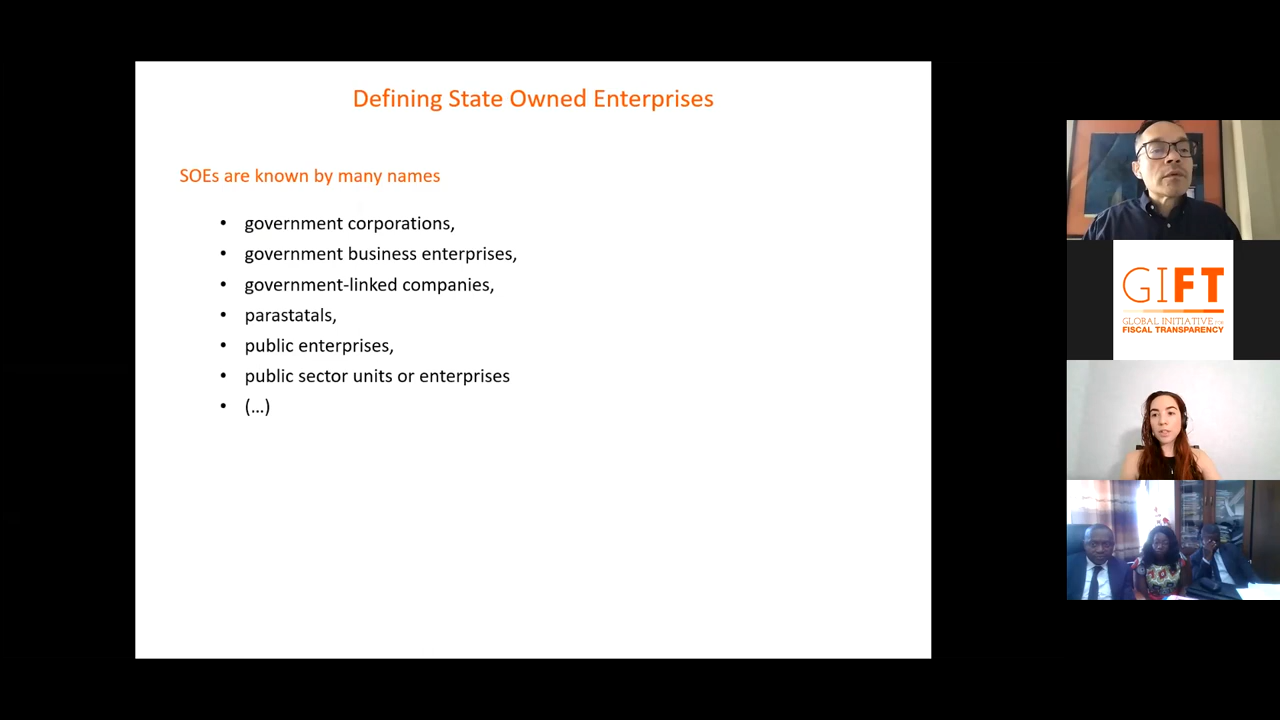 Defining State Owned Enterprises
SOEs are known by many names
• government corporations,
• government business enterprises,
• government-linked companies,
• parastatals,
• public enterprises,
• public sector units or enterprises
• (…)
GIFT
GLOBAL INITIATIVE FOR
FISCAL TRANSPARENCY